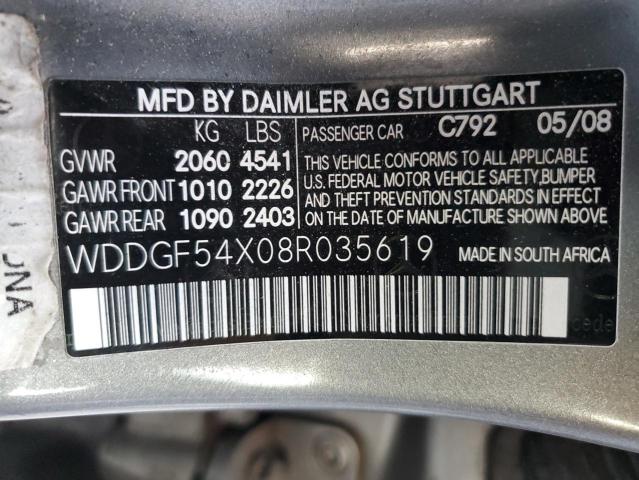 MFD BY DAIMLER AG STUTTGART
KG LBS PASSENGER CAR C792 05/08
GVWR 2060 4541
GAWR FRONT 1010 2226
GAWR REAR 1090 2403
THIS VEHICLE CONFORMS TO ALL APPLICABLE
U.S. FEDERAL MOTOR VEHICLE SAFETY,BUMPER
AND THEFT PREVENTION STANDARDS IN EFFECT
ON THE DATE OF MANUFACTURE SHOWN ABOVE.
WDDGF54X08R035619 MADE IN SOUTH AFRICA
cede